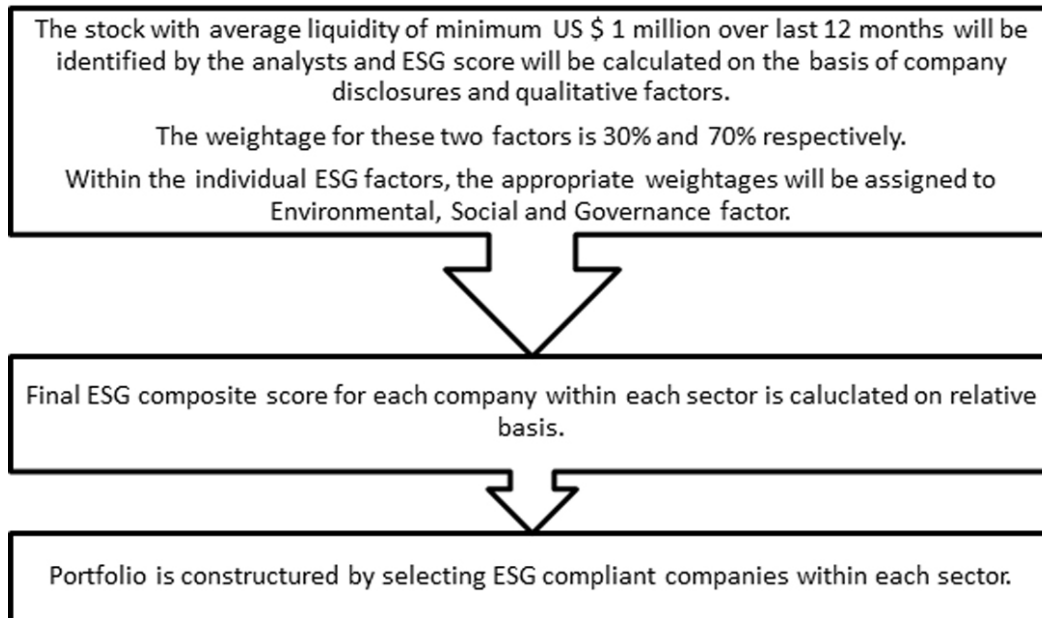 The stock with average liquidity of minimum US $ 1 million over last 12 months will be
identified by the analysts and ESG score will be calculated on the basis of company
disclosures and qualitative factors.
The weightage for these two factors is 30% and 70% respectively.
Within the individual ESG factors, the appropriate weightages will be assigned to
Environmental, Social and Governance factor.
Final ESG composite score for each company within each sector is caluclated on relative
basis.
Portfolio is constructured by selecting ESG compliant companies within each sector.